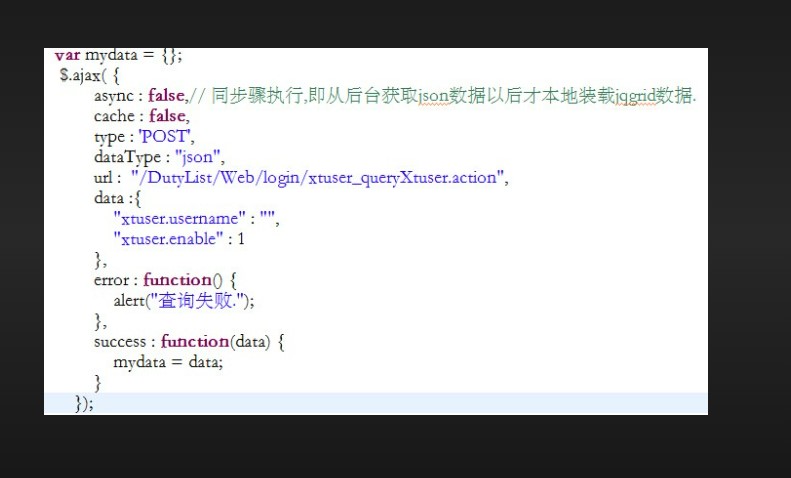 var mydata = {};
$.ajax( {
async : false,// 同步骤执行,即从后台获取json数据以后才本地装载jqgrid数据.
cache : false,
type : 'POST',
dataType : "json",
url :  "/DutyList/Web/login/xtuser_queryXtuser.action",
data :{
"xtuser.username" : "",
"xtuser.enable" : 1
},
error : function() {
alert("查询失败.");
},
success : function(data) {
mydata = data;
}
});